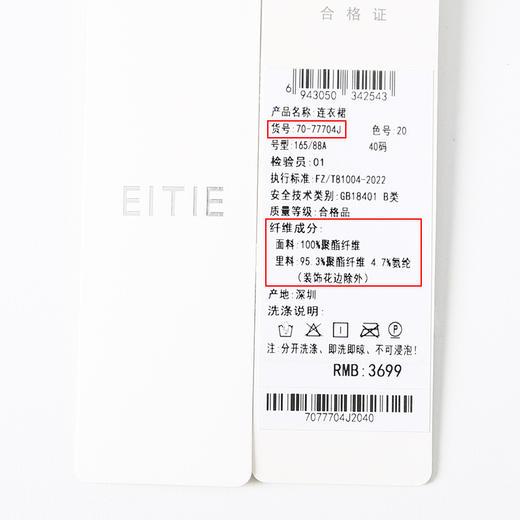 EITIE
合格证
6 943050 342543
产品名称:连衣裙
货号:70-77704J 色号:20
号型:165/88A 40码
检验员:01
执行标准:FZ/T81004-2022
安全技术类别:GB18401 B类
质量等级:合格品
纤维成分:
面料:100%聚酯纤维
里料:95.3%聚酯纤维 4.7%氨纶
(装饰花边除外)
产地:深圳
洗涤说明:
注:分开洗涤、即洗即晾、不可浸泡!
RMB:3699
7077704J2040